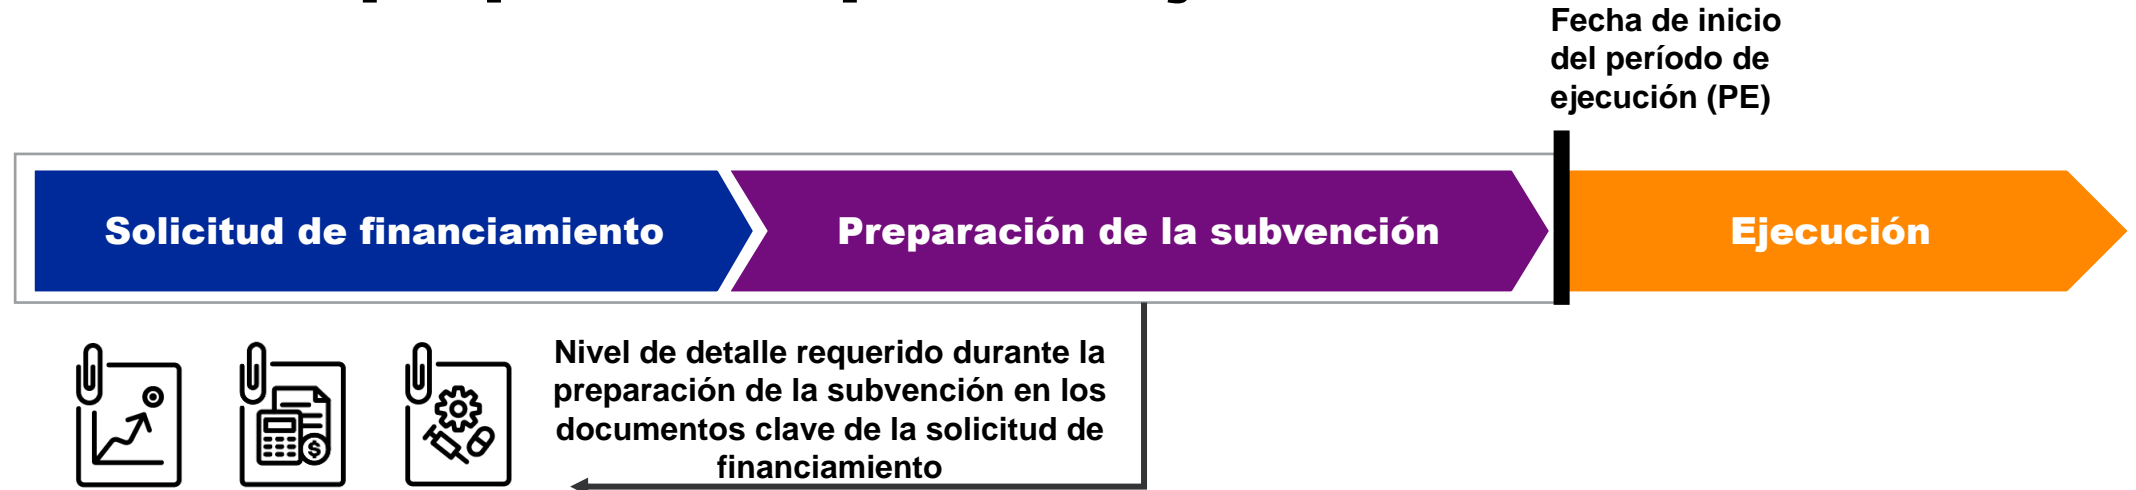 Fecha de inicio
del período de
ejecución (PE)
Solicitud de financiamiento
Preparación de la subvención
Ejecución
Nivel de detalle requerido durante la
preparación de la subvención en los
documentos clave de la solicitud de
financiamiento